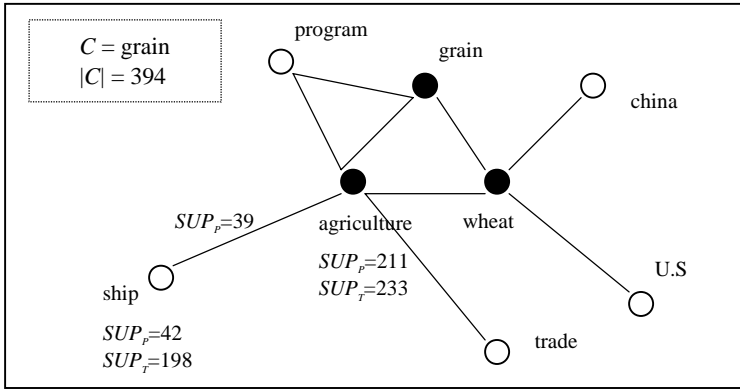 C = grain
|C| = 394
program
grain
china
SUP_P=39
agriculture
wheat
SUP_P=211
SUP_T=233
U.S
ship
SUP_P=42
SUP_T=198
trade